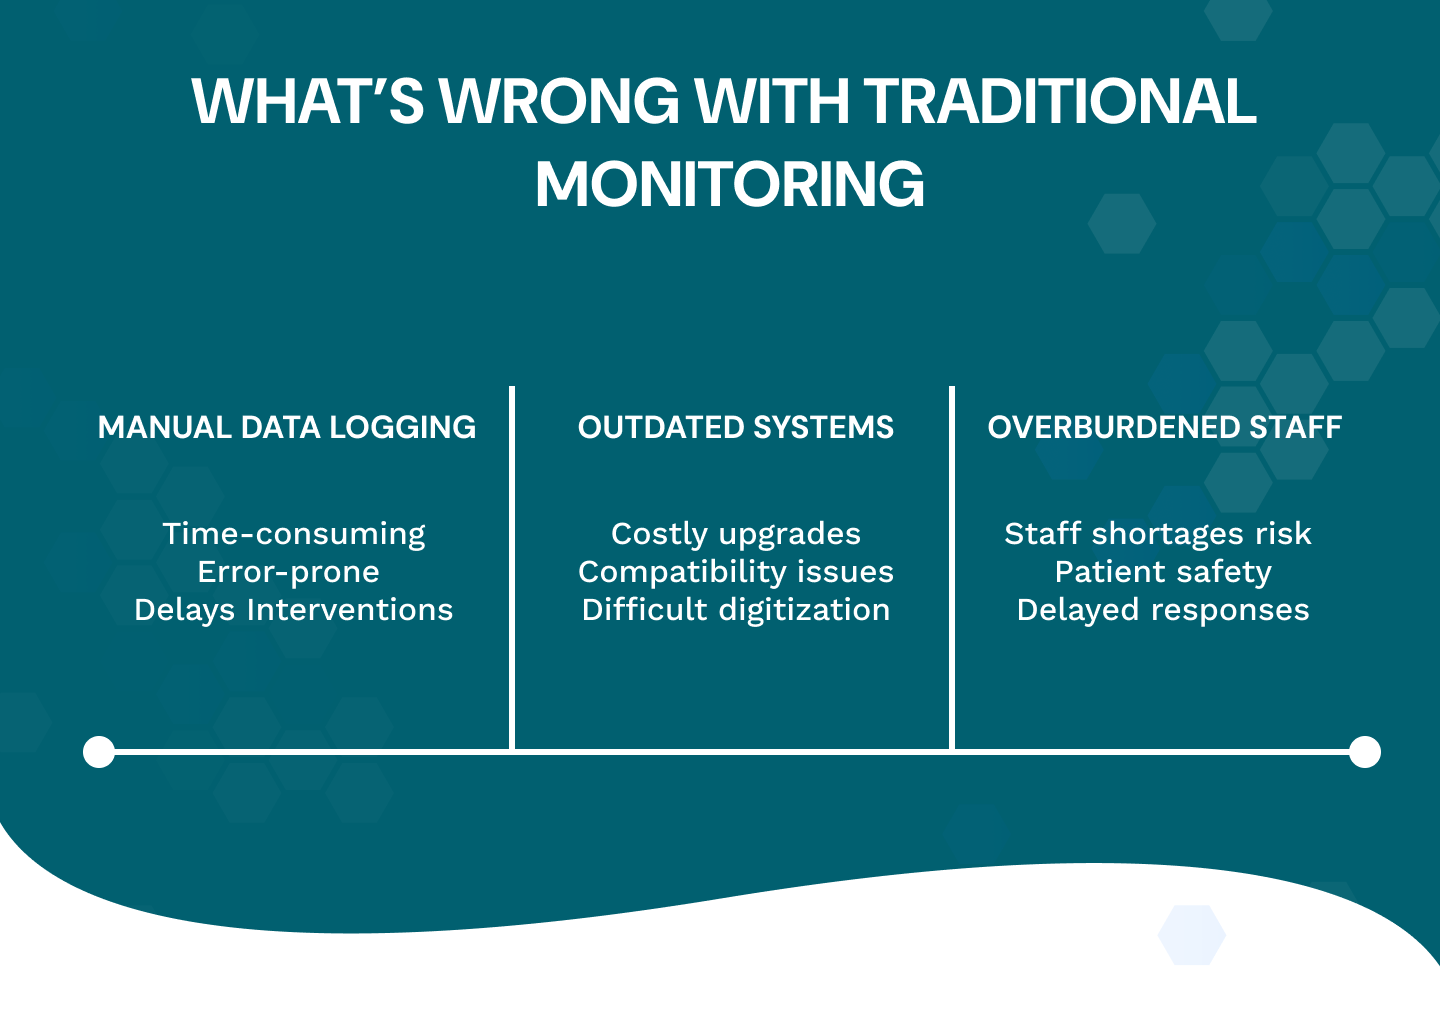 WHAT’S WRONG WITH TRADITIONAL
MONITORING
MANUAL DATA LOGGING
Time-consuming
Error-prone
Delays Interventions
OUTDATED SYSTEMS
Costly upgrades
Compatibility issues
Difficult digitization
OVERBURDENED STAFF
Staff shortages risk
Patient safety
Delayed responses